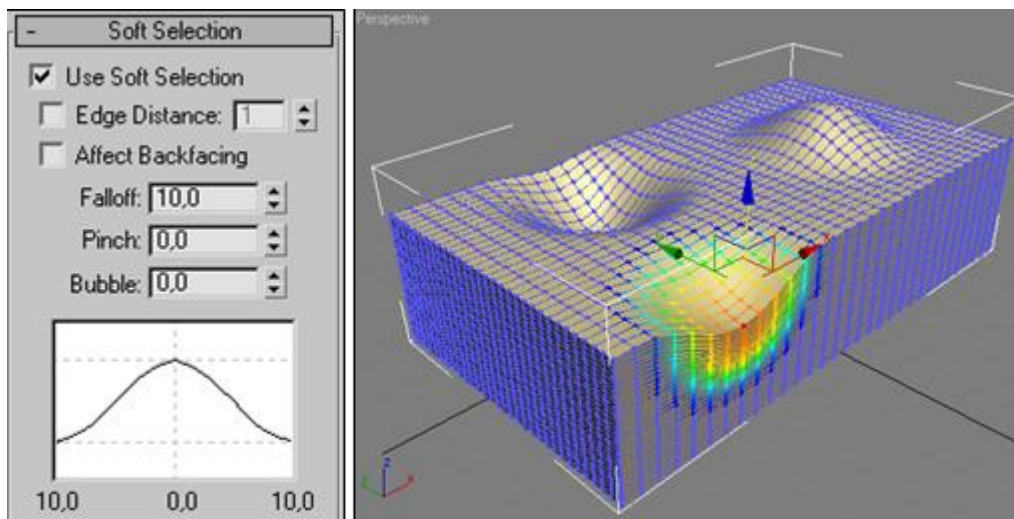 - Soft Selection
Use Soft Selection
Edge Distance: 1
Affect Backfacing
Falloff: 10,0
Pinch: 0,0
Bubble: 0,0
10,0 0,0 10,0
Perspective
z
x